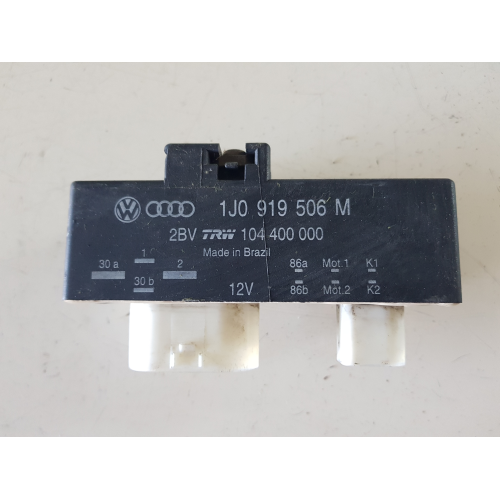 1J0 919 506 M
2BV TRW 104 400 000
Made in Brazil
30 a 1 2 86a Mot.1 K1
30 b 12V 86b Mot.2 K2